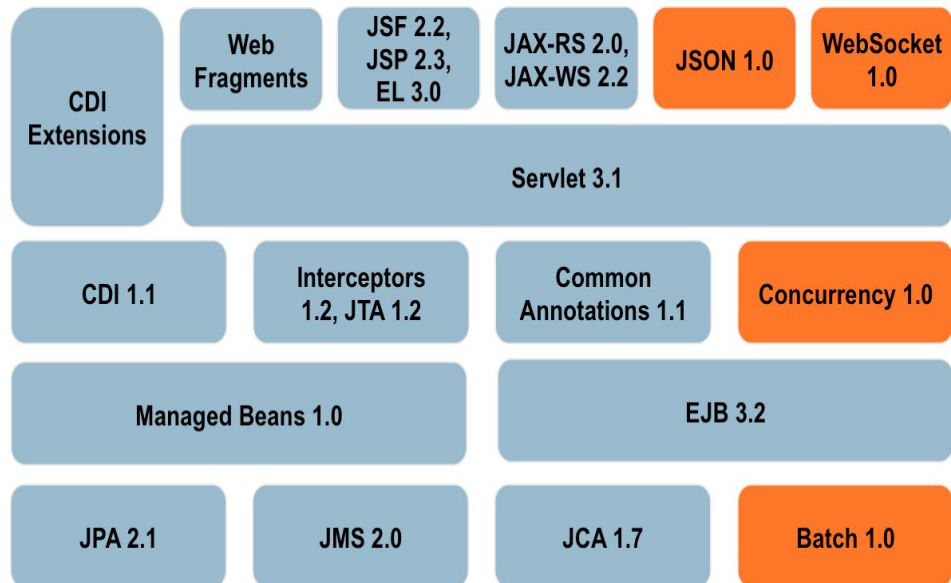 CDI
Extensions
Web
Fragments
JSF 2.2,
JSP 2.3,
EL 3.0
JAX-RS 2.0,
JAX-WS 2.2
JSON 1.0
WebSocket
1.0
Servlet 3.1
CDI 1.1
Interceptors
1.2, JTA 1.2
Common
Annotations 1.1
Concurrency 1.0
Managed Beans 1.0
EJB 3.2
JPA 2.1
JMS 2.0
JCA 1.7
Batch 1.0